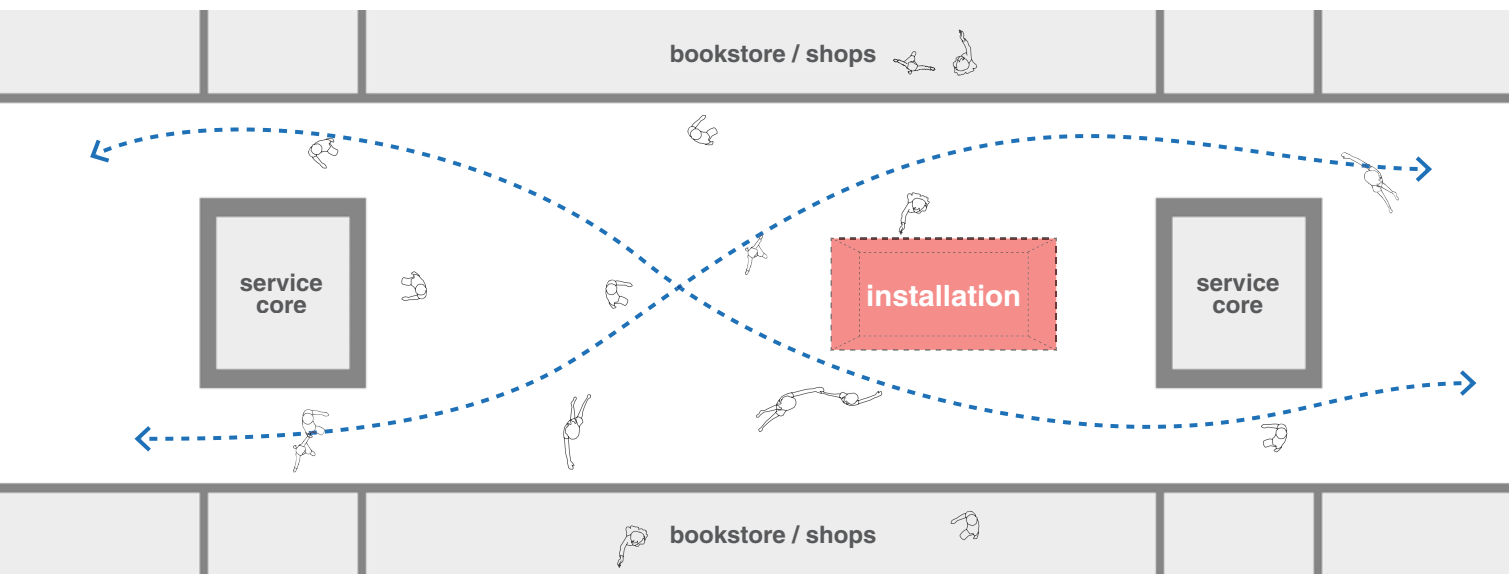 bookstore / shops
service
core
installation
service
core
bookstore / shops